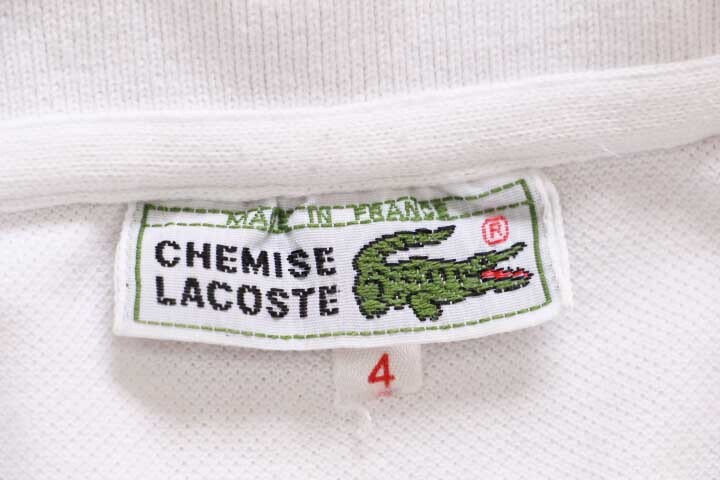 MADE IN FRANCE
CHEMISE
LACOSTE
®
4